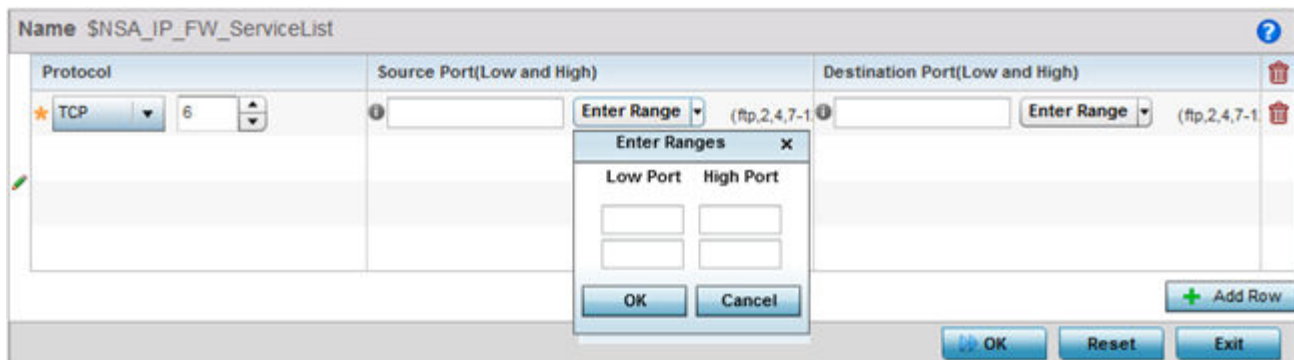 Name $NSA_IP_FW_ServiceList
Protocol Source Port(Low and High) Destination Port(Low and High)
TCP 6 Enter Range (ftp,2,4,7-1 Enter Range (ftp,2,4,7-1
Enter Ranges x
Low Port High Port
OK Cancel
Add Row
OK Reset Exit